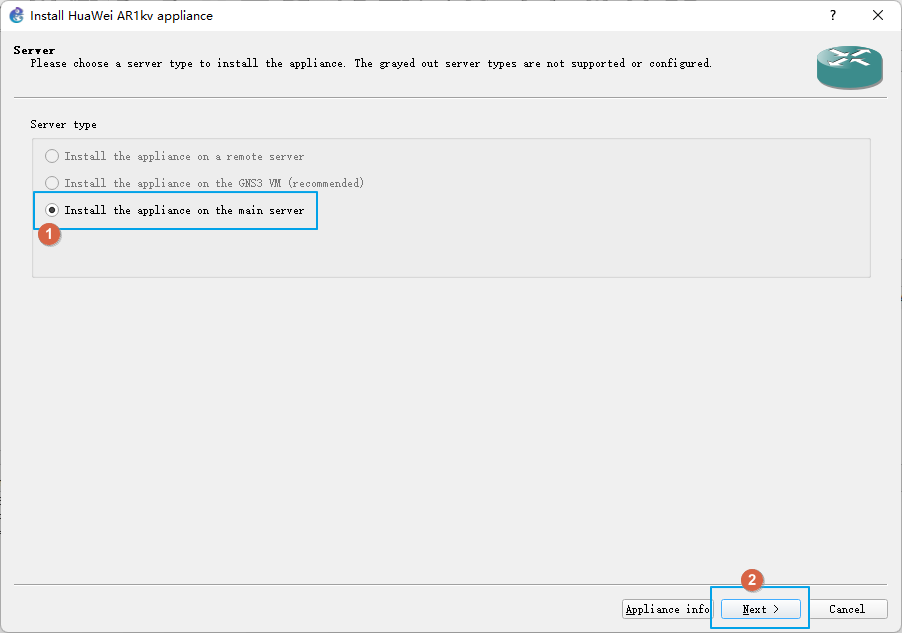 Install HuaWei AR1kv appliance
Server
Please choose a server type to install the appliance. The grayed out server types are not supported or configured.
Server type
Install the appliance on a remote server
Install the appliance on the GNS3 VM (recommended)
Install the appliance on the main server
1
2
Appliance info
Next >
Cancel